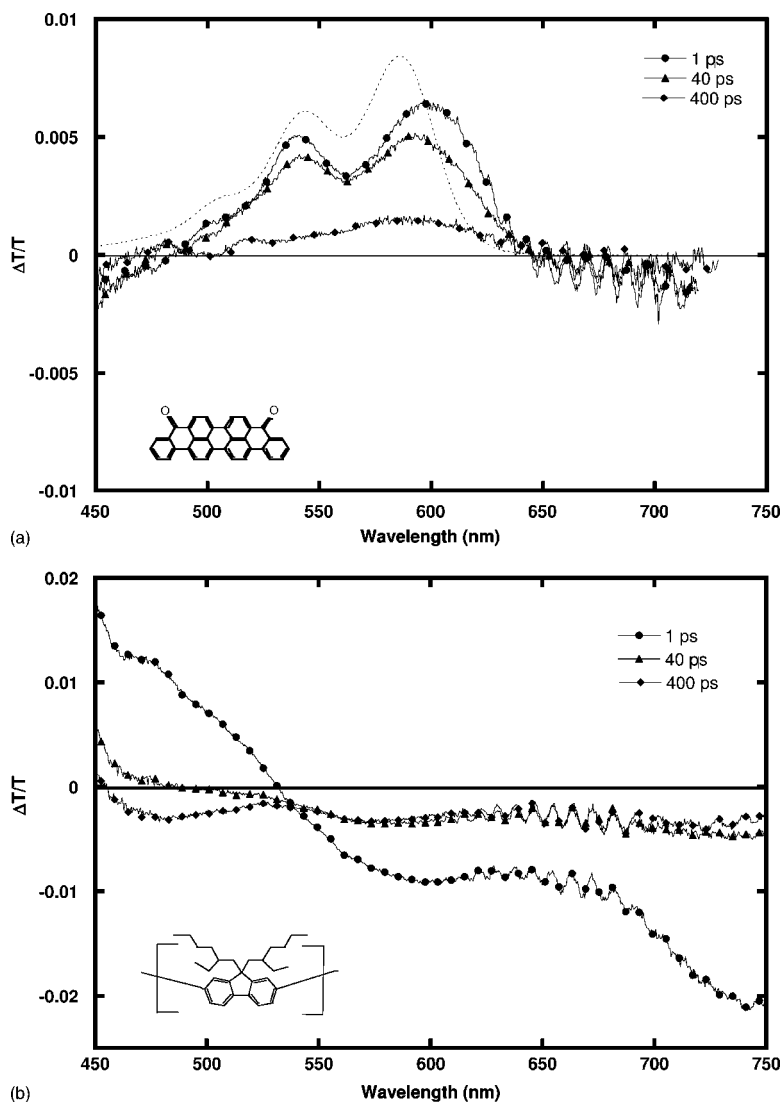 0.01
1 ps
40 ps
400 ps
0.005
ΔT/T
0
-0.005
O O
-0.01
450 500 550 600 650 700 750
(a)
Wavelength (nm)
0.02
1 ps
40 ps
400 ps
0.01
ΔT/T
0
-0.01
-0.02
450 500 550 600 650 700 750
(b)
Wavelength (nm)